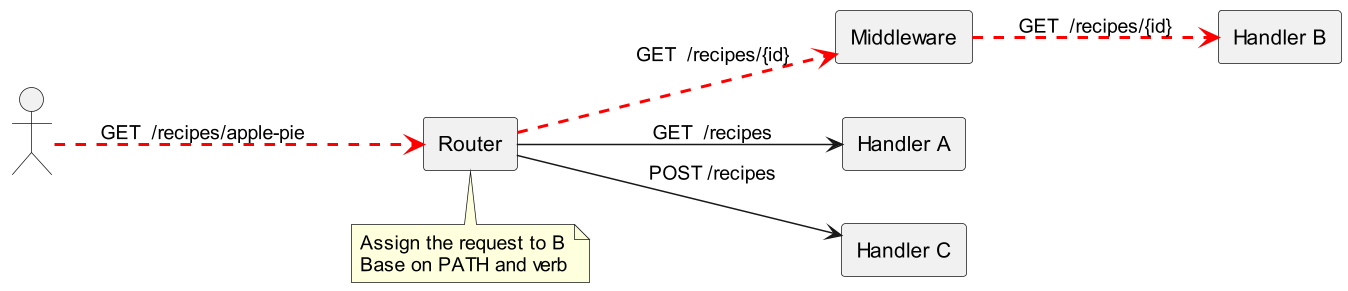 Middleware
GET  /recipes/{id}
Handler B
GET  /recipes/{id}
GET  /recipes/apple-pie
Router
GET  /recipes
Handler A
POST /recipes
Handler C
Assign the request to B
Base on PATH and verb